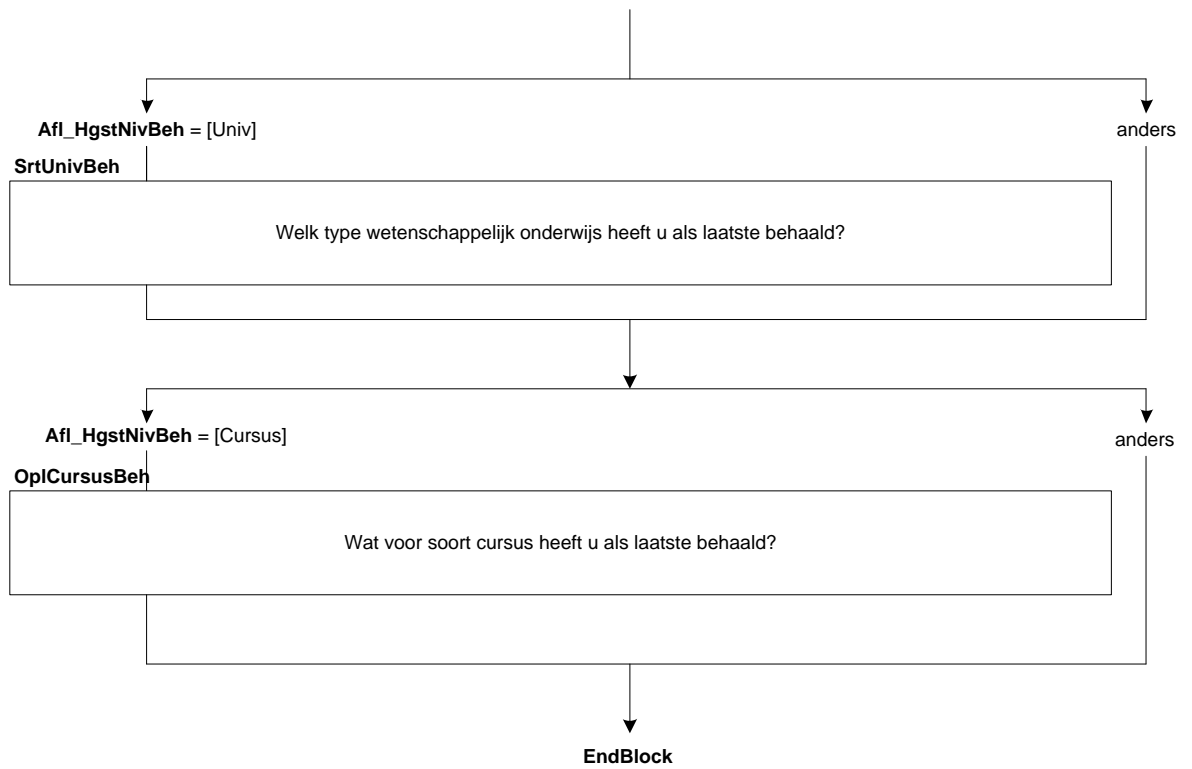 Afl_HgstNivBeh = [Univ]
anders
SrtUnivBeh
Welk type wetenschappelijk onderwijs heeft u als laatste behaald?
Afl_HgstNivBeh = [Cursus]
anders
OplCursusBeh
Wat voor soort cursus heeft u als laatste behaald?
EndBlock